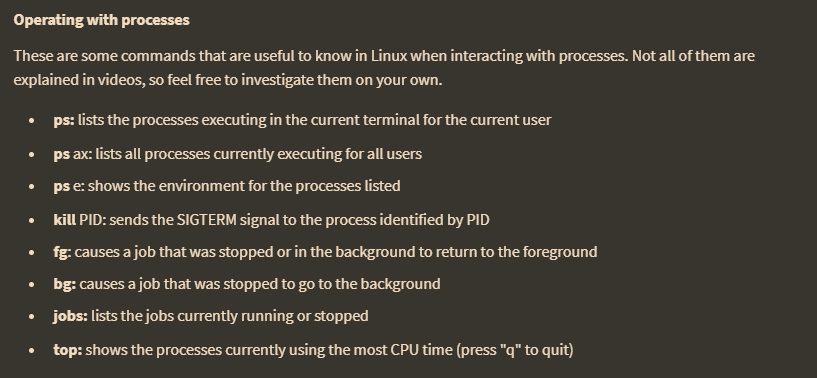 Operating with processes
These are some commands that are useful to know in Linux when interacting with processes. Not all of them are
explained in videos, so feel free to investigate them on your own.
• ps: lists the processes executing in the current terminal for the current user
• ps ax: lists all processes currently executing for all users
• ps e: shows the environment for the processes listed
• kill PID: sends the SIGTERM signal to the process identified by PID
• fg: causes a job that was stopped or in the background to return to the foreground
• bg: causes a job that was stopped to go to the background
• jobs: lists the jobs currently running or stopped
• top: shows the processes currently using the most CPU time (press "q" to quit)